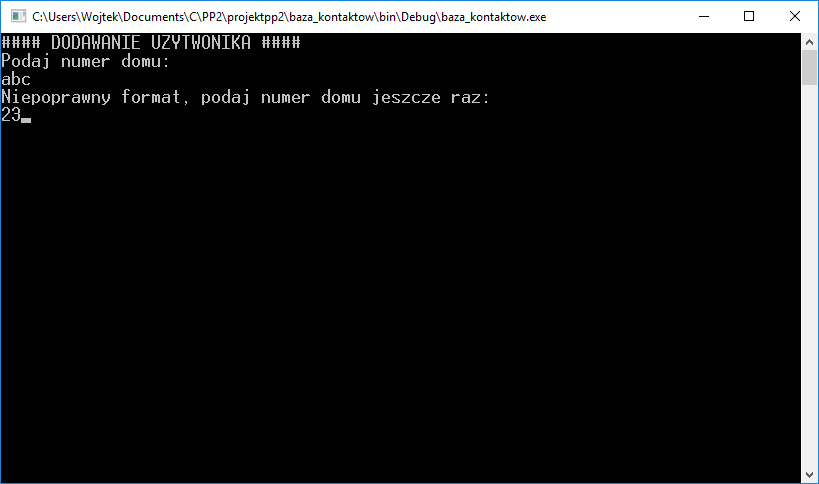 C:\Users\Wojtek\Documents\C\PP2\projektpp2\baza_kontaktow\bin\Debug\baza_kontaktow.exe
#### DODAWANIE UZYTWONIKA ####
Podaj numer domu:
abc
Niepoprawny format, podaj numer domu jeszcze raz:
23